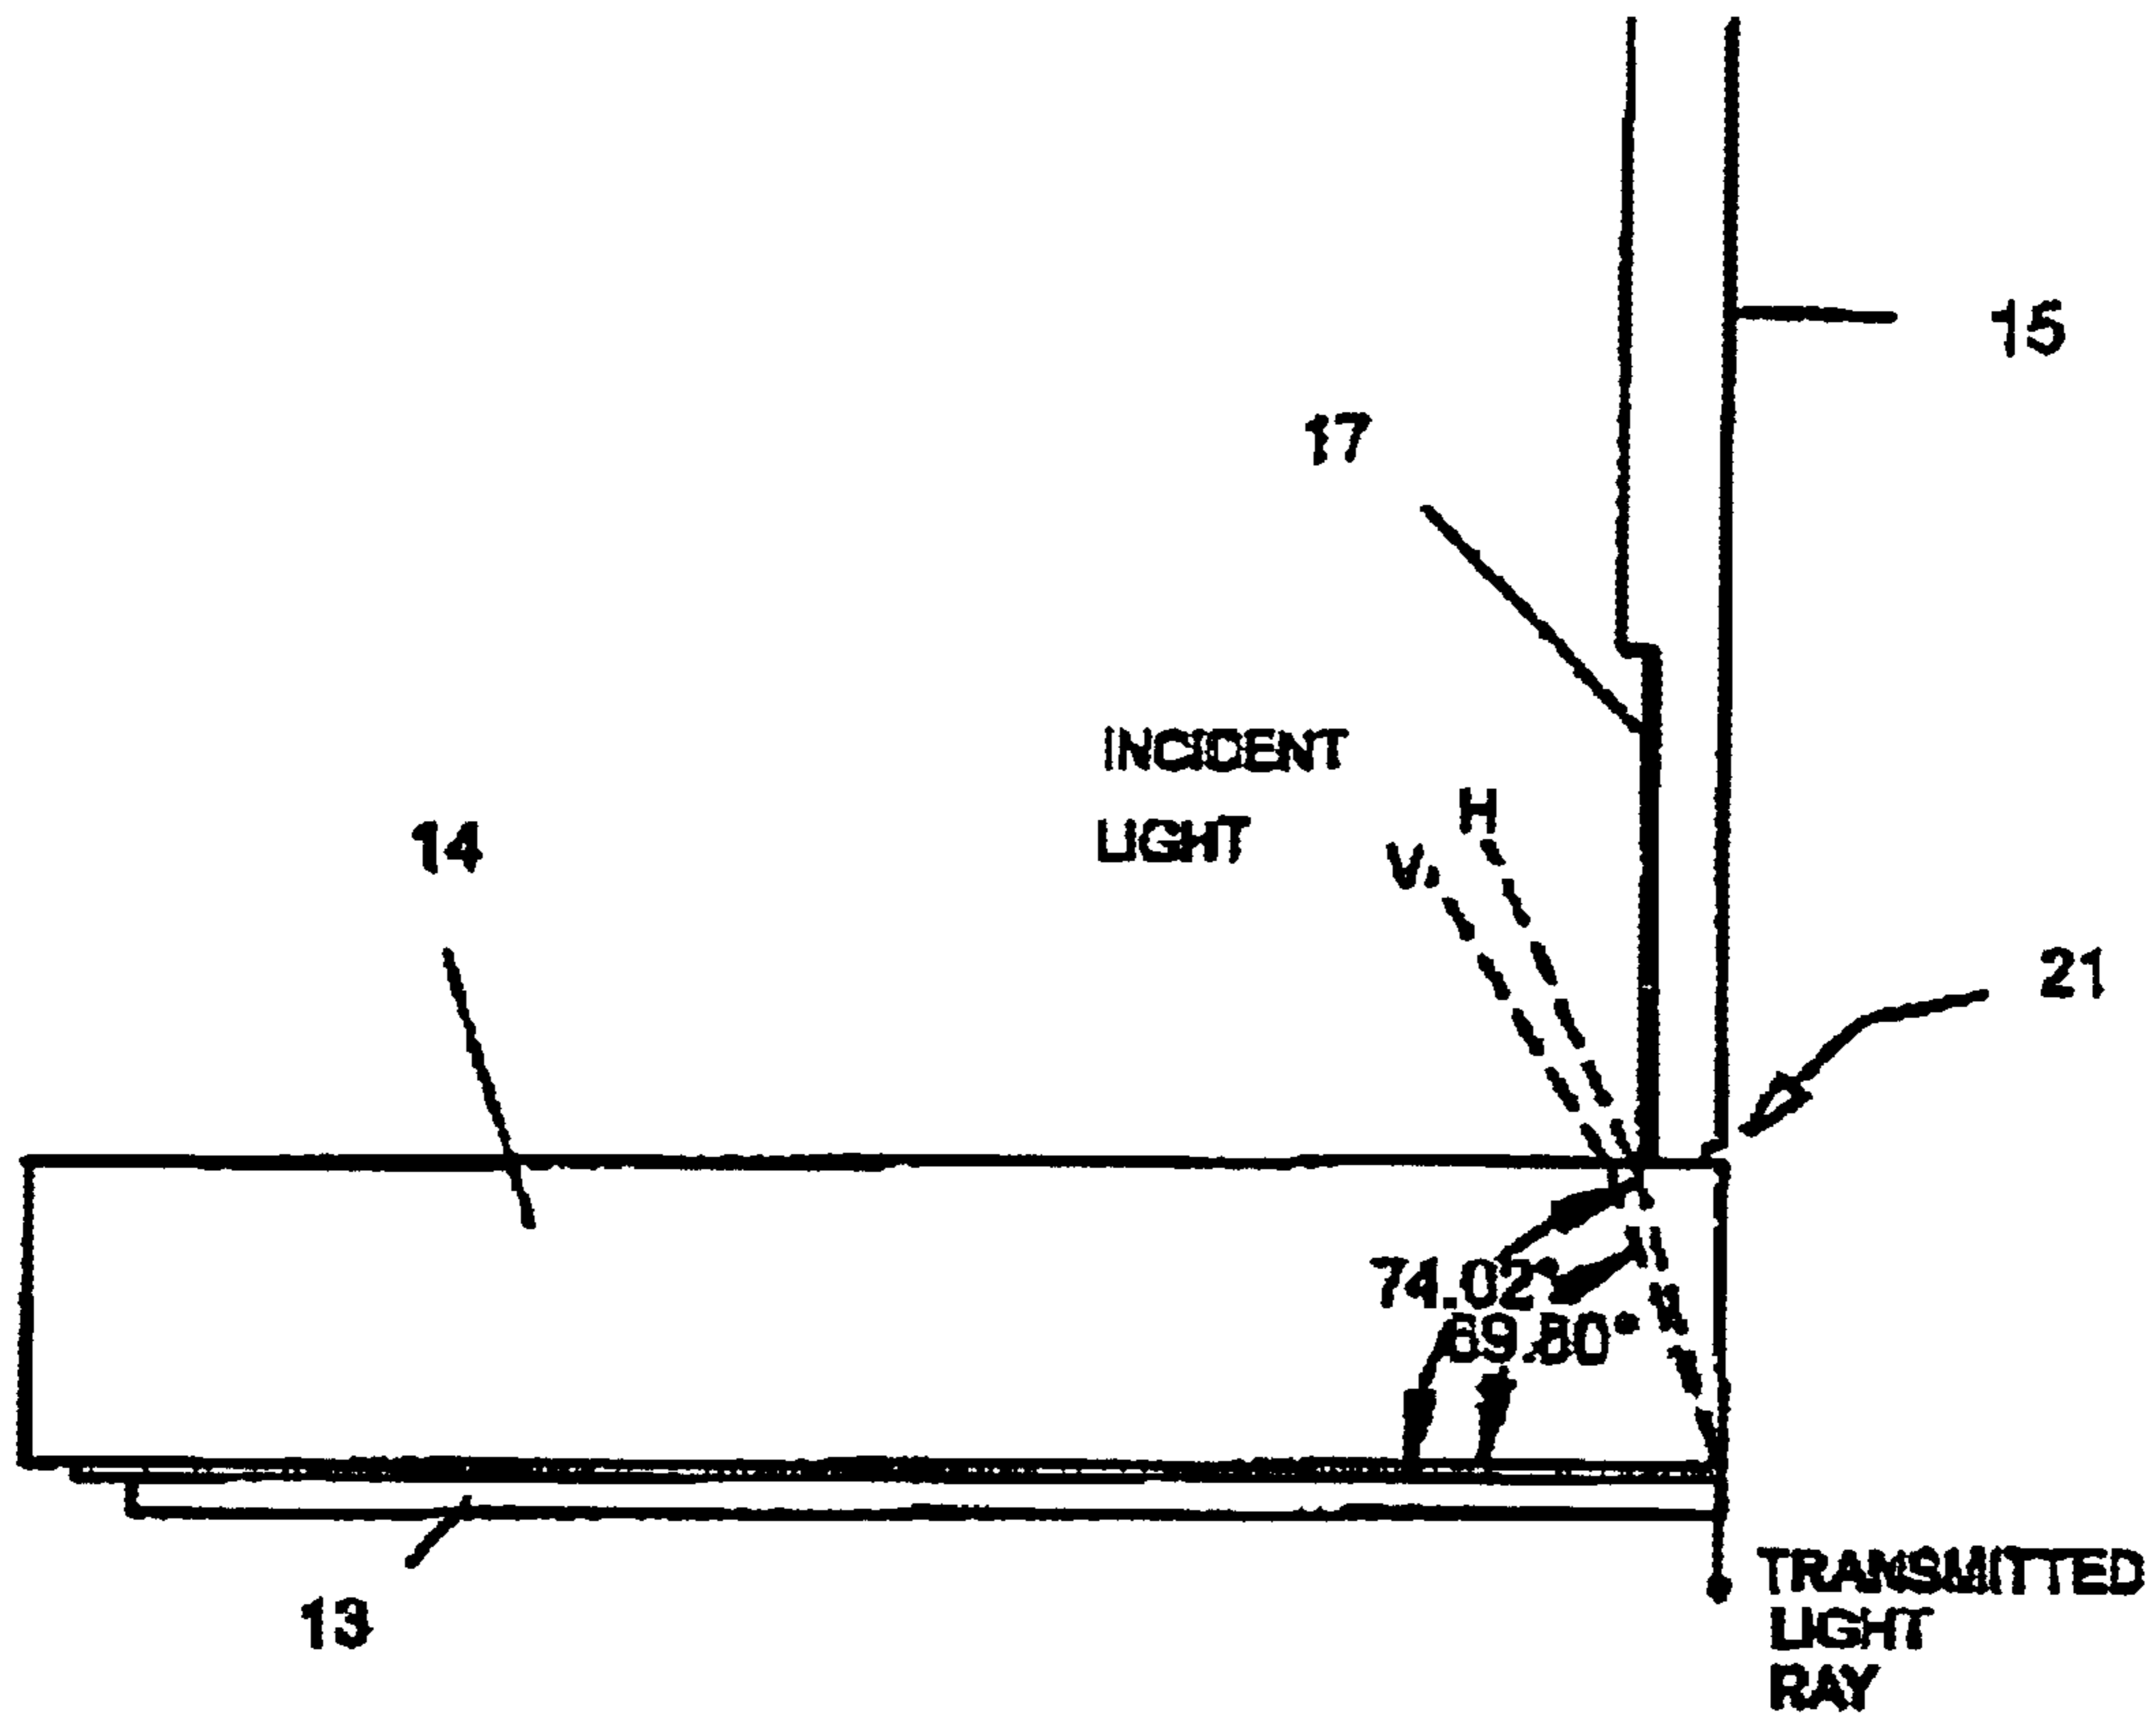 15
17
INCIDENT
LIGHT
H
V
14
21
74.02°
69.80°
13
TRANSMITTED
LIGHT
RAY